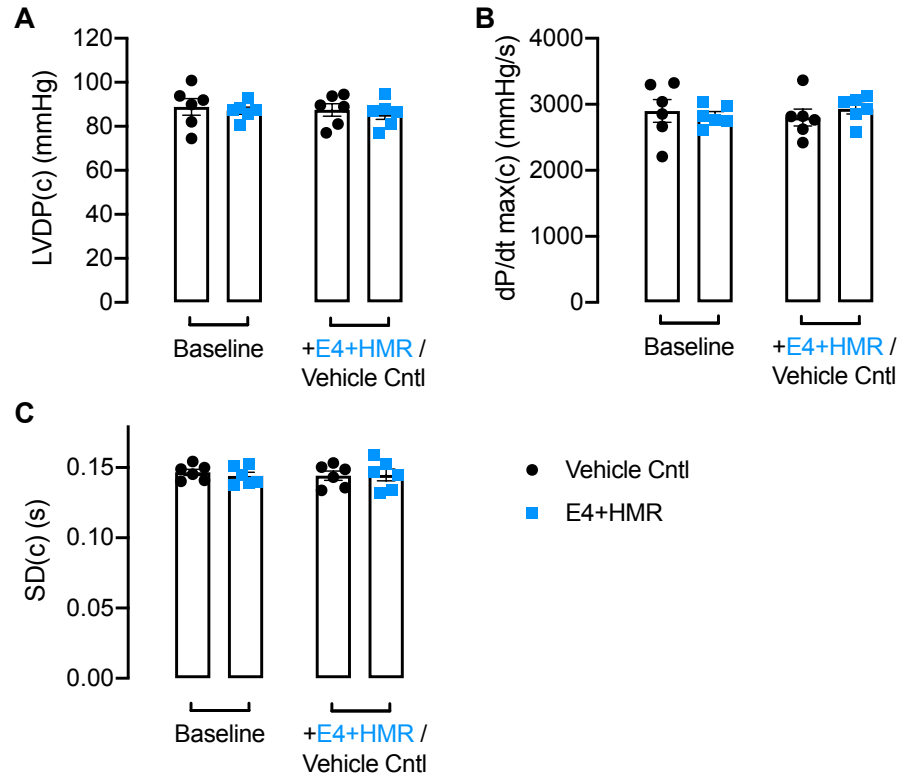 A
LVDP(c) (mmHg)
120
100
80
60
40
20
0
Baseline
+E4+HMR /
Vehicle Cntl
B
dP/dt max(c) (mmHg/s)
4000
3000
2000
1000
0
Baseline
+E4+HMR /
Vehicle Cntl
C
SD(c) (s)
0.15
0.10
0.05
0.00
Baseline
+E4+HMR /
Vehicle Cntl
Vehicle Cntl
E4+HMR